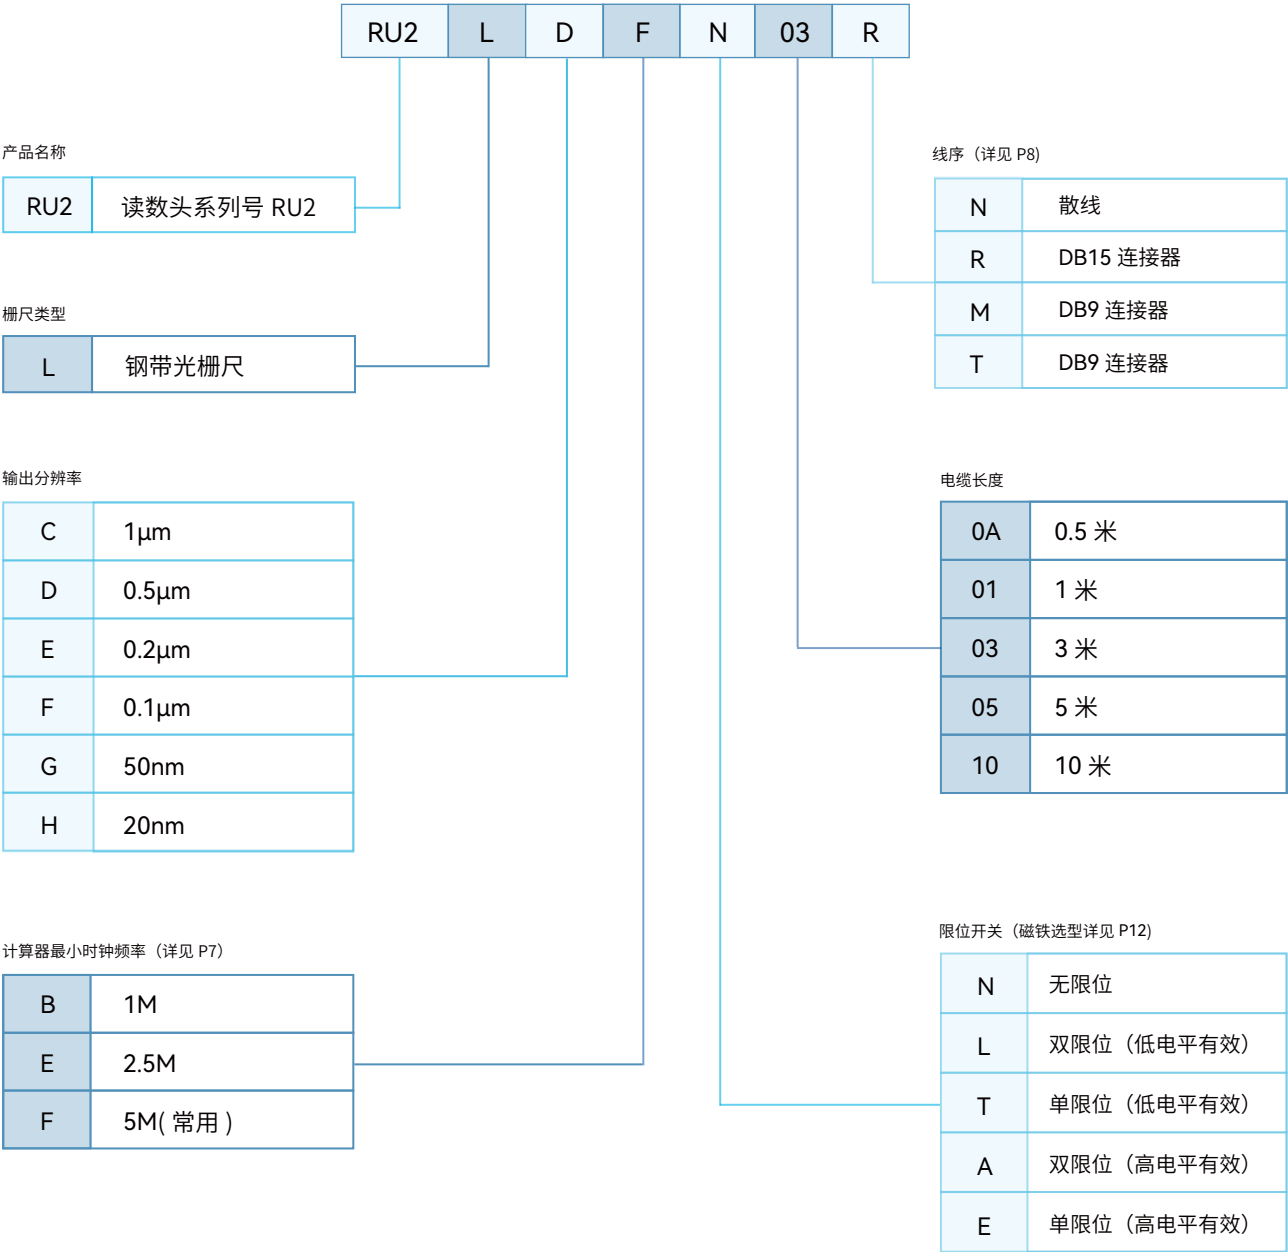 RU2 L D F N 03 R
产品名称
RU2 读数头系列号 RU2
栅尺类型
L 钢带光栅尺
输出分辨率
C 1μm
D 0.5μm
E 0.2μm
F 0.1μm
G 50nm
H 20nm
计算器最小时钟频率（详见 P7）
B 1M
E 2.5M
F 5M( 常用 )
线序（详见 P8)
N 散线
R DB15 连接器
M DB9 连接器
T DB9 连接器
电缆长度
0A 0.5 米
01 1 米
03 3 米
05 5 米
10 10 米
限位开关（磁铁选型详见 P12)
N 无限位
L 双限位（低电平有效）
T 单限位（低电平有效）
A 双限位（高电平有效）
E 单限位（高电平有效）